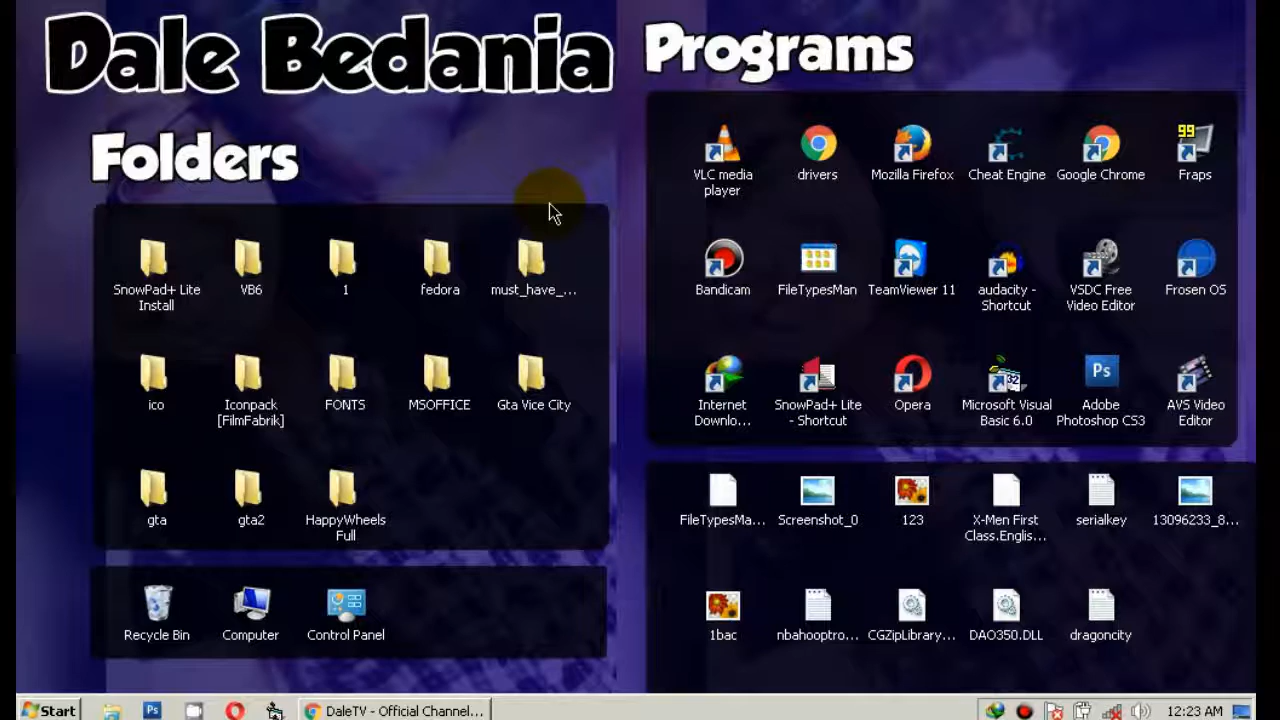 Dale Bedania
Programs
Folders
VLC media
player
drivers
Mozilla Firefox
Cheat Engine
Google Chrome
99
Fraps
SnowPad+ Lite
Install
VB6
1
fedora
must_have_...
Bandicam
FileTypesMan
TeamViewer 11
audacity -
Shortcut
VSDC Free
Video Editor
Frosen OS
ico
Iconpack
[FilmFabrik]
FONTS
MSOFFICE
Gta Vice City
Internet
Downlo...
SnowPad+ Lite
- Shortcut
Opera
32
Microsoft Visual
Basic 6.0
Ps
Adobe
Photoshop CS3
AVS Video
Editor
gta
gta2
HappyWheels
Full
FileTypesMa...
Screenshot_0
123
X-Men First
Class.Englis...
serialkey
13096233_8...
Recycle Bin
Computer
Control Panel
1bac
nbahooptro...
CGZipLibrary...
DAO350.DLL
dragoncity
Start
Ps
DaleTV - Official Channel...
12:23 AM